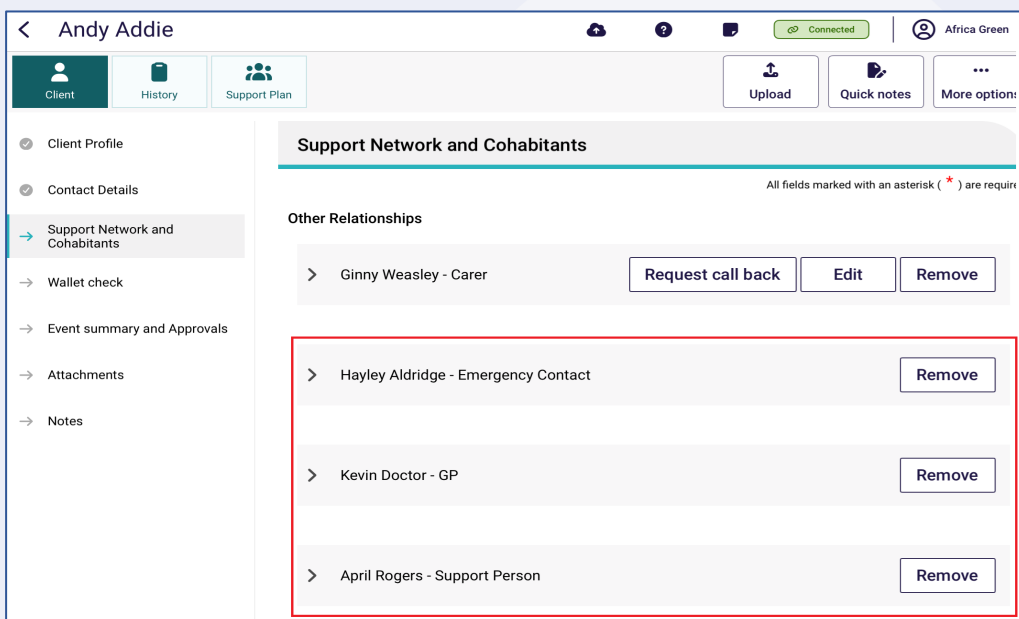 Andy Addie
Connected
Africa Green
Client
History
Support Plan
Upload
Quick notes
More options
Client Profile
Contact Details
Support Network and
Cohabitants
Wallet check
Event summary and Approvals
Attachments
Notes
Support Network and Cohabitants
All fields marked with an asterisk ( * ) are require
Other Relationships
Ginny Weasley - Carer
Request call back
Edit
Remove
Hayley Aldridge - Emergency Contact
Remove
Kevin Doctor - GP
Remove
April Rogers - Support Person
Remove